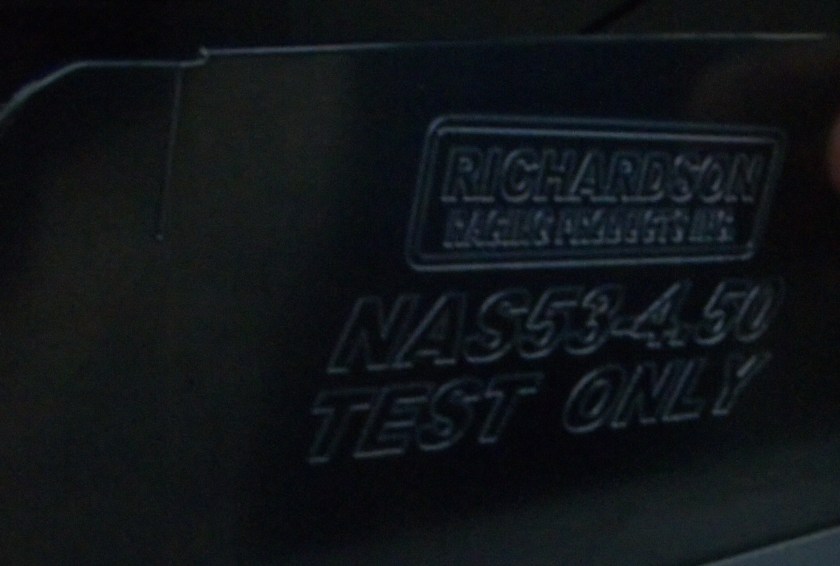 RICHARDSON
RACING PRODUCTS INC.
NAS53-4.50
TEST ONLY